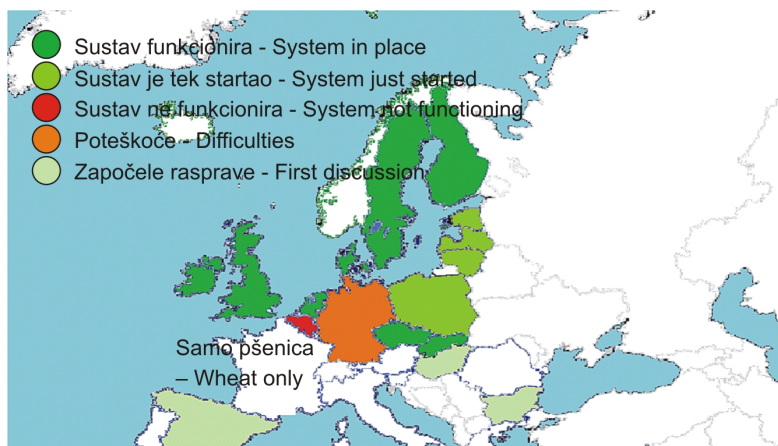 Sustav funkcionira - System in place
Sustav je tek startao - System just started
Sustav ne funkcionira - System not functioning
Poteškoće - Difficulties
Započele rasprave - First discussion
Samo pšenica
– Wheat only